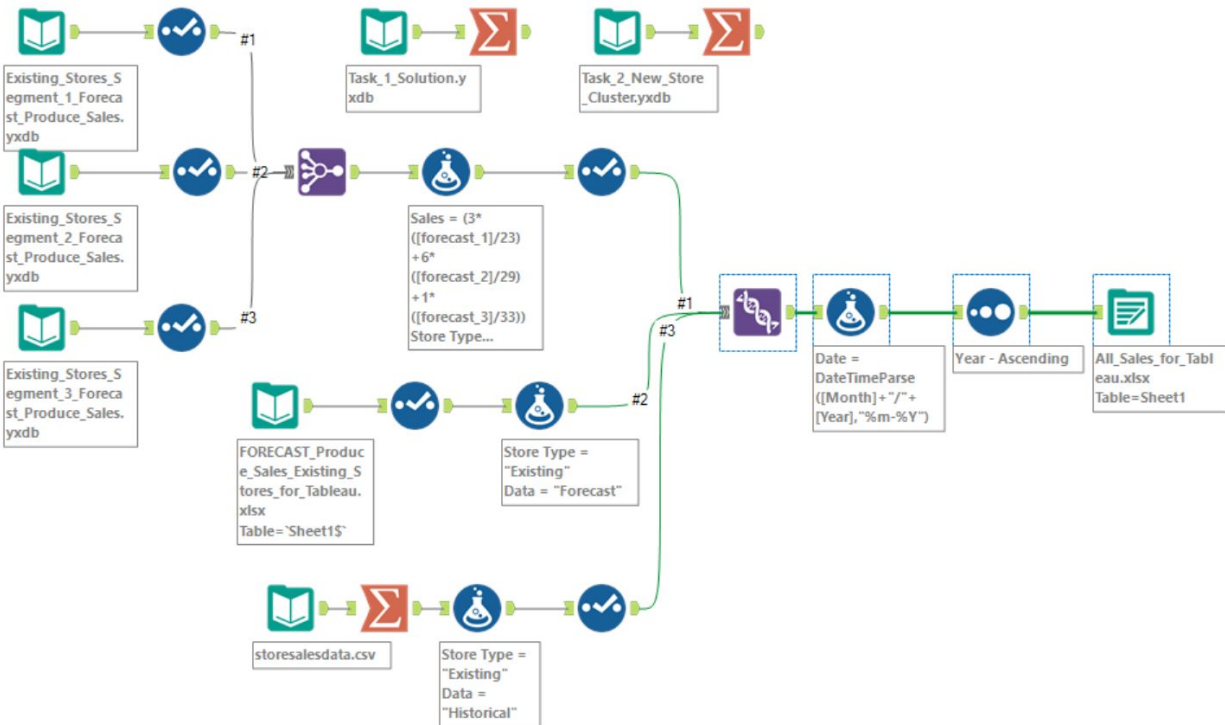 #1
Existing_Stores_S
egment_1_Foreca
st_Produce_Sales.
yxdb
Task_1_Solution.y
xdb
Task_2_New_Store
_Cluster.yxdb
#2
Existing_Stores_S
egment_2_Foreca
st_Produce_Sales.
yxdb
Sales = (3*
([forecast_1]/23)
+6*
([forecast_2]/29)
+1*
([forecast_3]/33))
Store Type...
#3
Existing_Stores_S
egment_3_Foreca
st_Produce_Sales.
yxdb
#1
#3
#2
Date =
DateTimeParse
([Month]+"/"+
[Year],"%m-%Y")
Year - Ascending
All_Sales_for_Tabl
eau.xlsx
Table=Sheet1
FORECAST_Produc
e_Sales_Existing_S
tores_for_Tableau.
xlsx
Table=`Sheet1$`
Store Type =
"Existing"
Data = "Forecast"
storesalesdata.csv
Store Type =
"Existing"
Data =
"Historical"